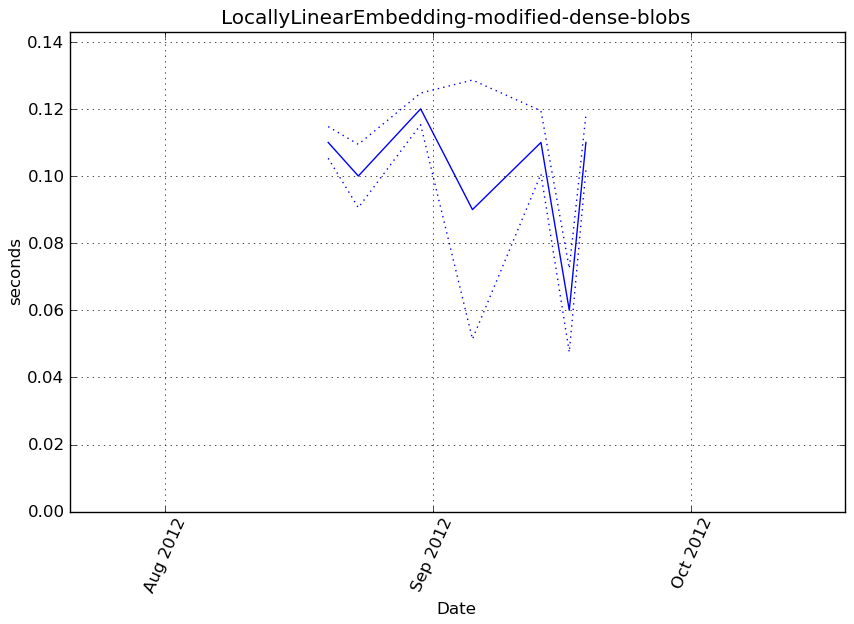 LocallyLinearEmbedding-modified-dense-blobs
0.14
0.12
0.10
0.08
0.06
0.04
0.02
0.00
seconds
Aug 2012
Sep 2012
Oct 2012
Date